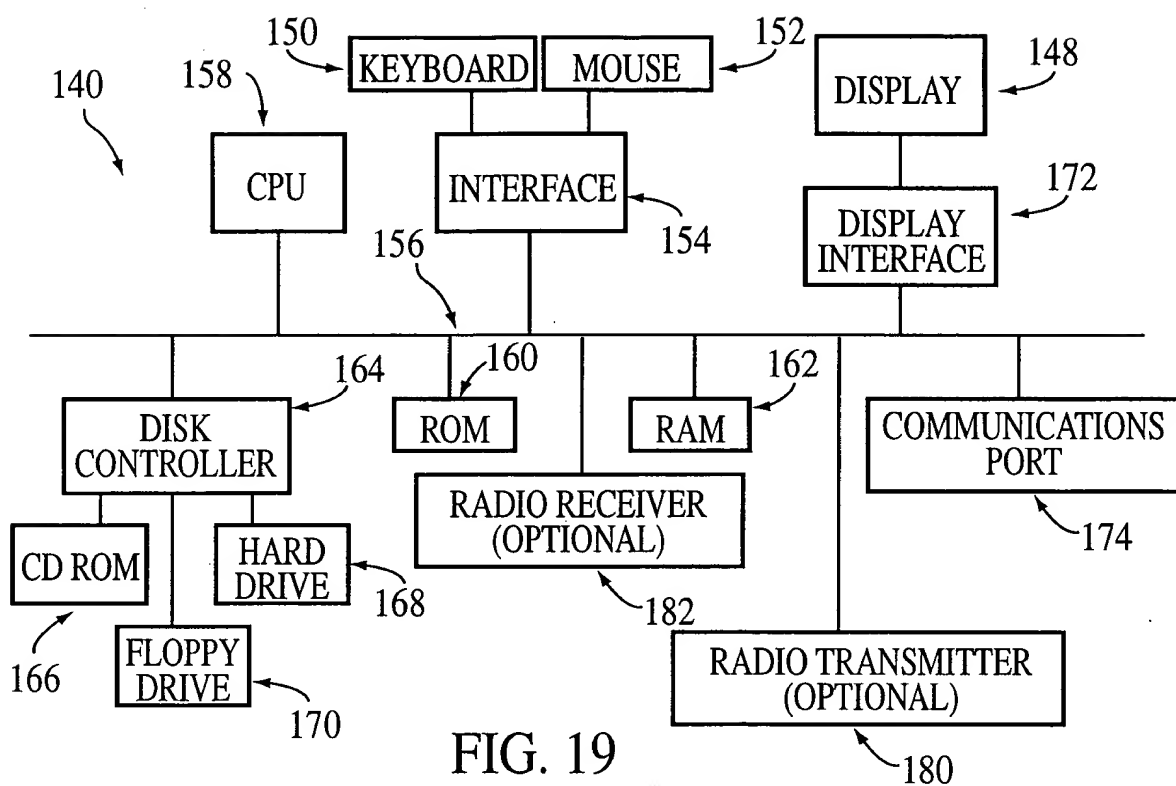 150
KEYBOARD
MOUSE
152
158
140
DISPLAY
148
CPU
INTERFACE
154
172
DISPLAY
INTERFACE
156
164
DISK
CONTROLLER
160
ROM
162
RAM
COMMUNICATIONS
PORT
174
CD ROM
166
HARD
DRIVE
168
FLOPPY
DRIVE
170
RADIO RECEIVER
(OPTIONAL)
182
RADIO TRANSMITTER
(OPTIONAL)
180
FIG. 19